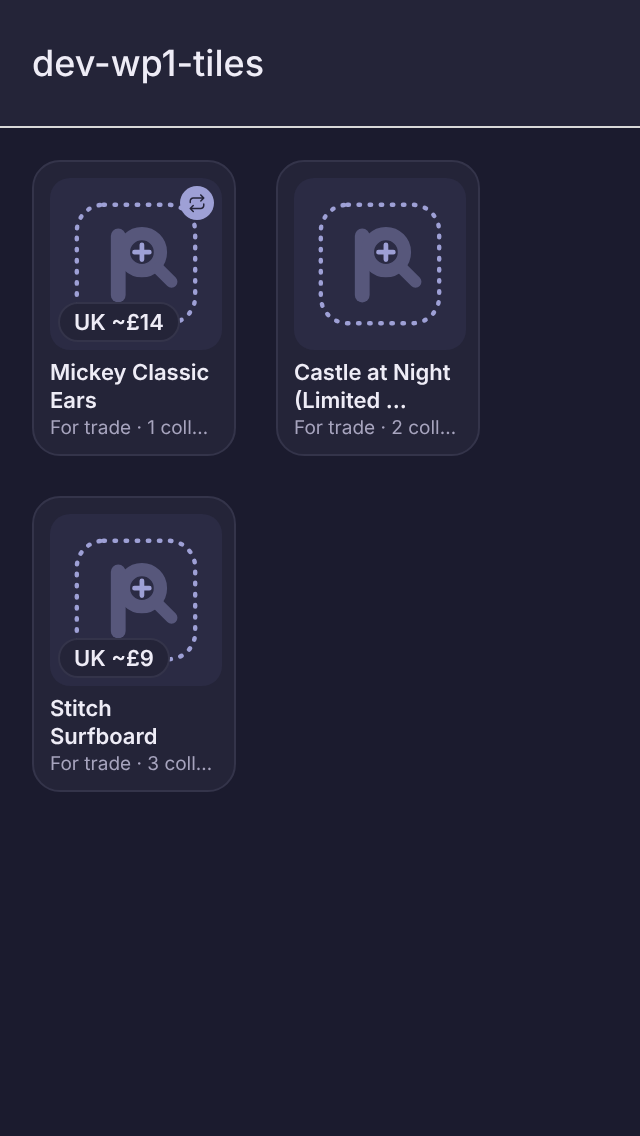 dev-wp1-tiles
UK ~£14
Mickey Classic
Ears
For trade · 1 coll...
Castle at Night
(Limited ...
For trade · 2 coll...
UK ~£9
Stitch
Surfboard
For trade · 3 coll...